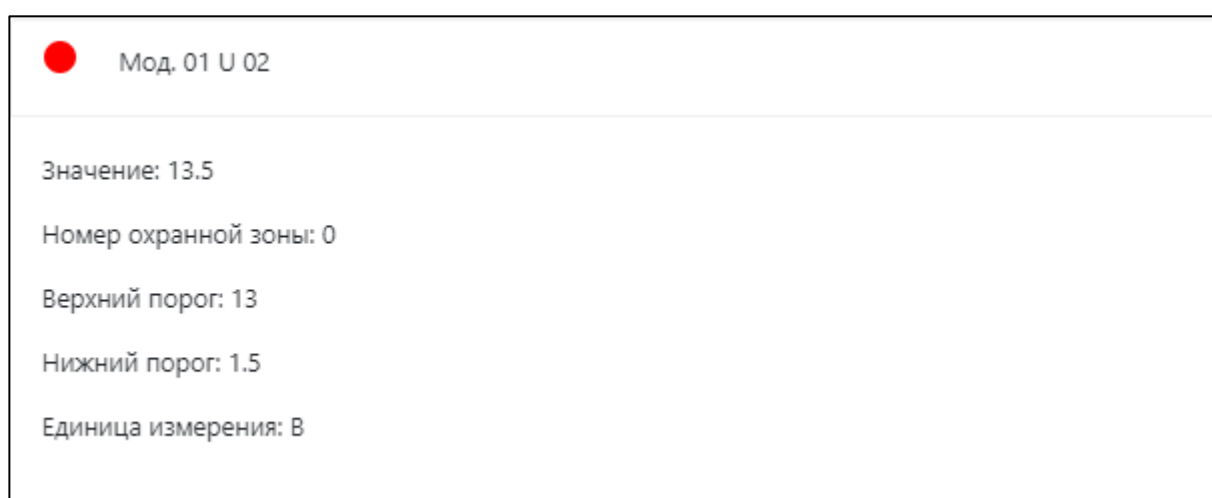 Мод. 01 U 02
Значение: 13.5
Номер охранной зоны: 0
Верхний порог: 13
Нижний порог: 1.5
Единица измерения: В